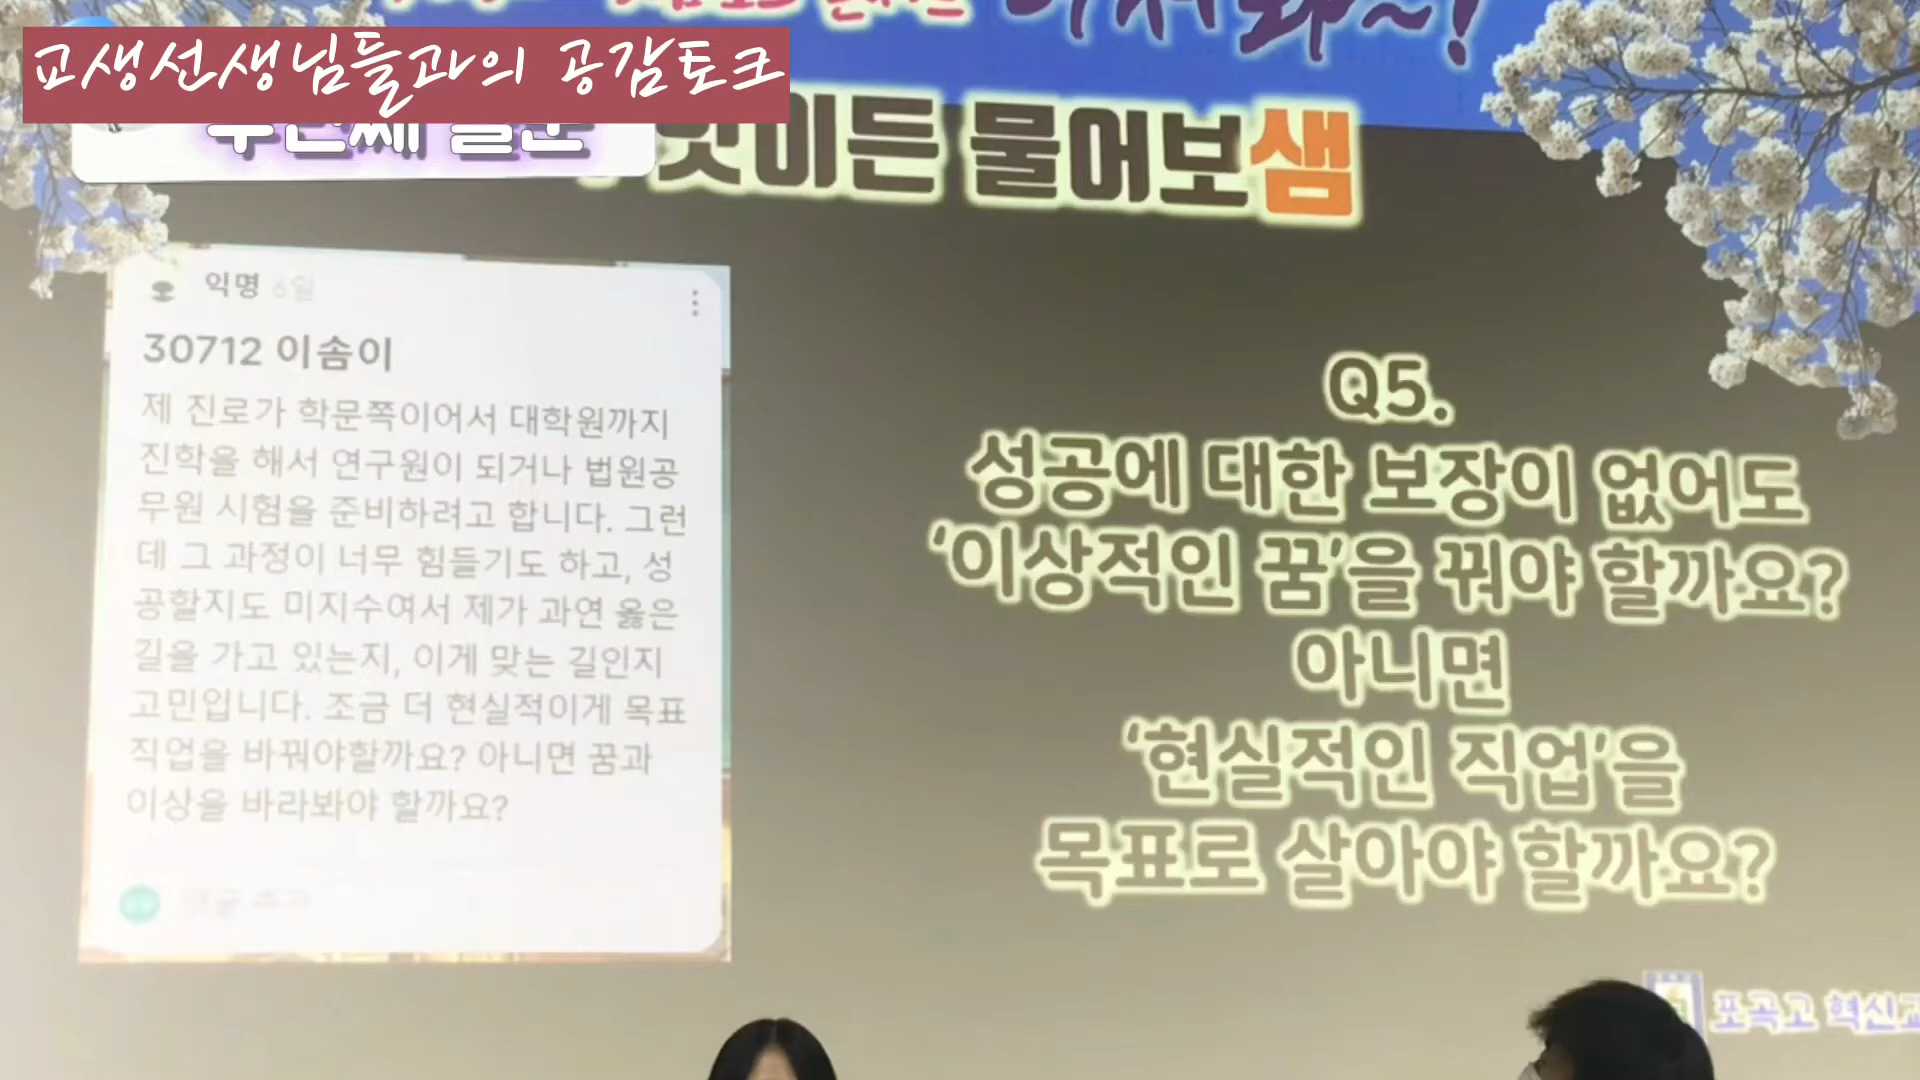 교생선생님들과의 공감토크
물어보샘
익명 6일
30712 이솜이
제 진로가 학문쪽이어서 대학원까지
진학을 해서 연구원이 되거나 법원공
무원 시험을 준비하려고 합니다. 그런
데 그 과정이 너무 힘들기도 하고, 성
공할지도 미지수여서 제가 과연 옳은
길을 가고 있는지, 이게 맞는 길인지
고민입니다. 조금 더 현실적이게 목표
직업을 바꿔야할까요? 아니면 꿈과
이상을 바라봐야 할까요?
댓글 추가
Q5.
성공에 대한 보장이 없어도
‘이상적인 꿈’을 꿔야 할까요?
아니면
‘현실적인 직업’을
목표로 살아야 할까요?
포곡고 혁신교